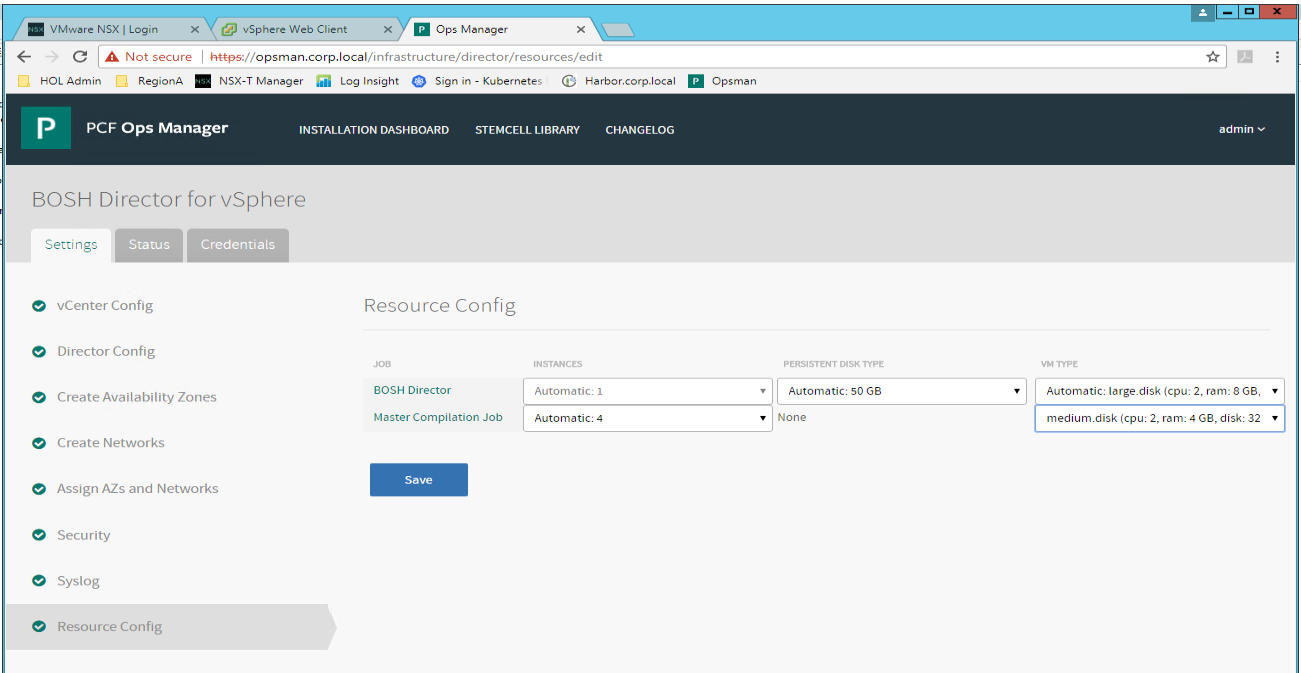 NSX VMware NSX | Login × vSphere Web Client × P Ops Manager ×
Not secure | https://opsman.corp.local/infrastructure/director/resources/edit
HOL Admin RegionA NSX NSX-T Manager Log Insight Sign in - Kubernetes Harbor.corp.local P Opsman
P PCF Ops Manager INSTALLATION DASHBOARD STEMCELL LIBRARY CHANGELOG admin
BOSH Director for vSphere
Settings Status Credentials
vCenter Config
Director Config
Create Availability Zones
Create Networks
Assign AZs and Networks
Security
Syslog
Resource Config
Resource Config
JOB INSTANCES PERSISTENT DISK TYPE VM TYPE
BOSH Director Automatic: 1 Automatic: 50 GB Automatic: large.disk (cpu: 2, ram: 8 GB,
Master Compilation Job Automatic: 4 None medium.disk (cpu: 2, ram: 4 GB, disk: 32
Save